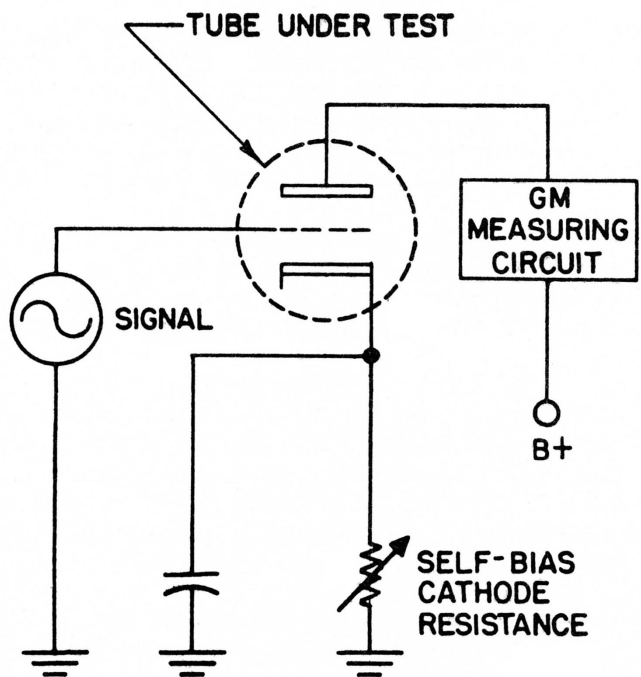 TUBE UNDER TEST
GM
MEASURING
CIRCUIT
SIGNAL
B+
SELF-BIAS
CATHODE
RESISTANCE